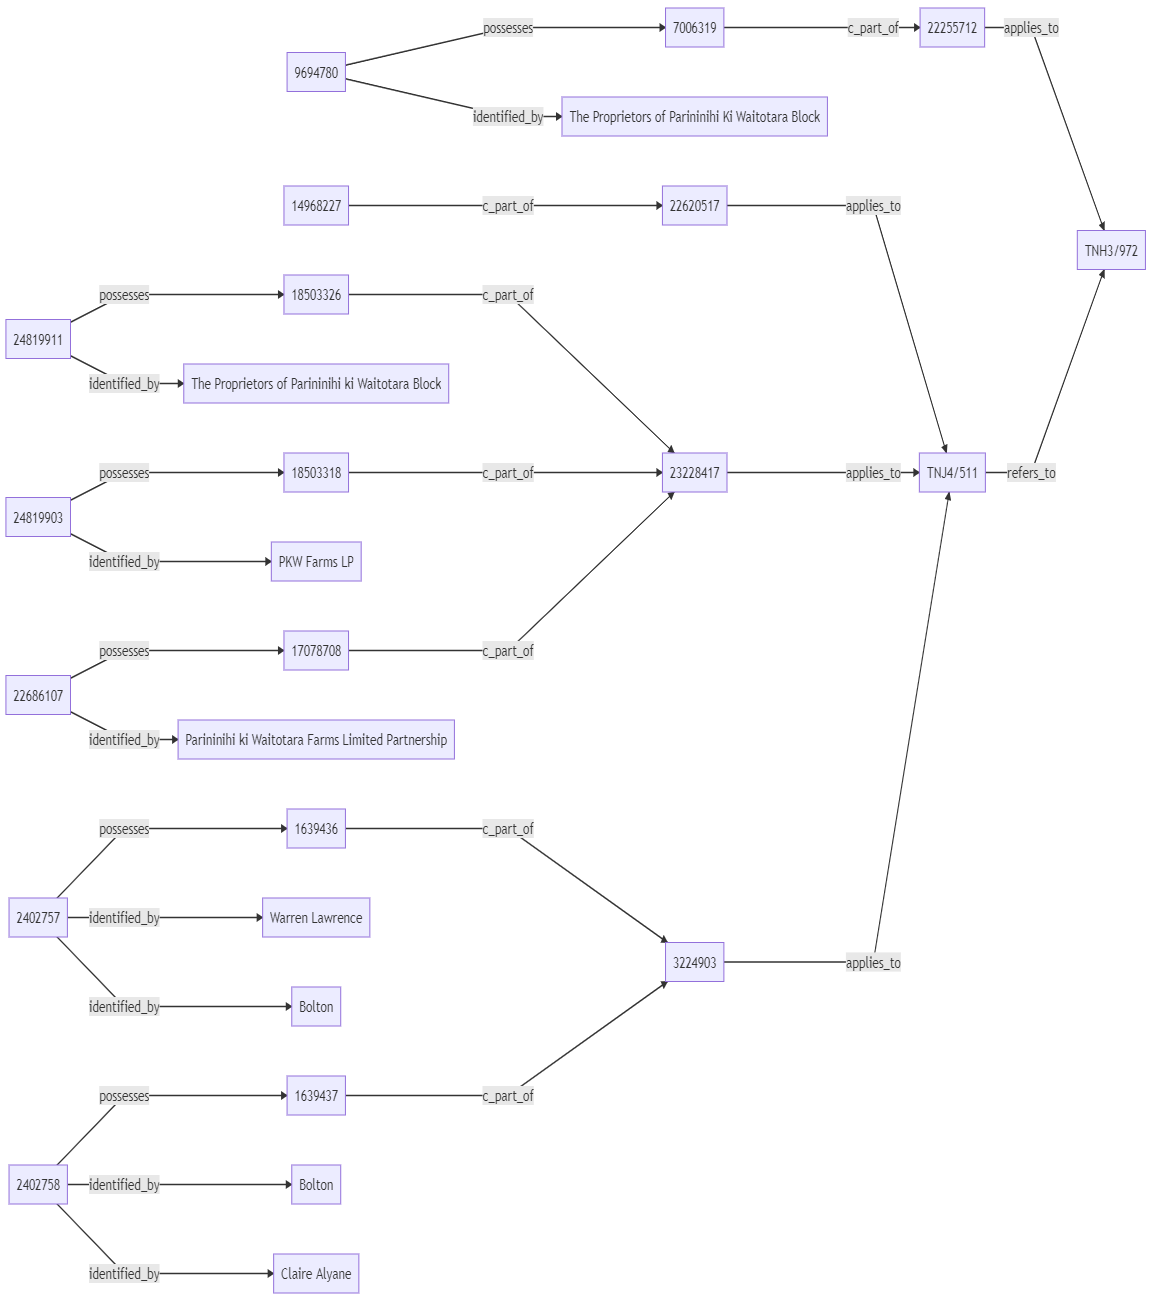 possesses
7006319
c_part_of
22255712
applies_to
9694780
identified_by
The Proprietors of Parininihi Ki Waitotara Block
14968227
c_part_of
22620517
applies_to
TNH3/972
possesses
18503326
c_part_of
24819911
identified_by
The Proprietors of Parininihi ki Waitotara Block
possesses
18503318
c_part_of
23228417
applies_to
TNJ4/511
refers_to
24819903
identified_by
PKW Farms LP
possesses
17078708
c_part_of
22686107
identified_by
Parininihi ki Waitotara Farms Limited Partnership
possesses
1639436
c_part_of
2402757
identified_by
Warren Lawrence
3224903
applies_to
identified_by
Bolton
possesses
1639437
c_part_of
2402758
identified_by
Bolton
identified_by
Claire Alyane